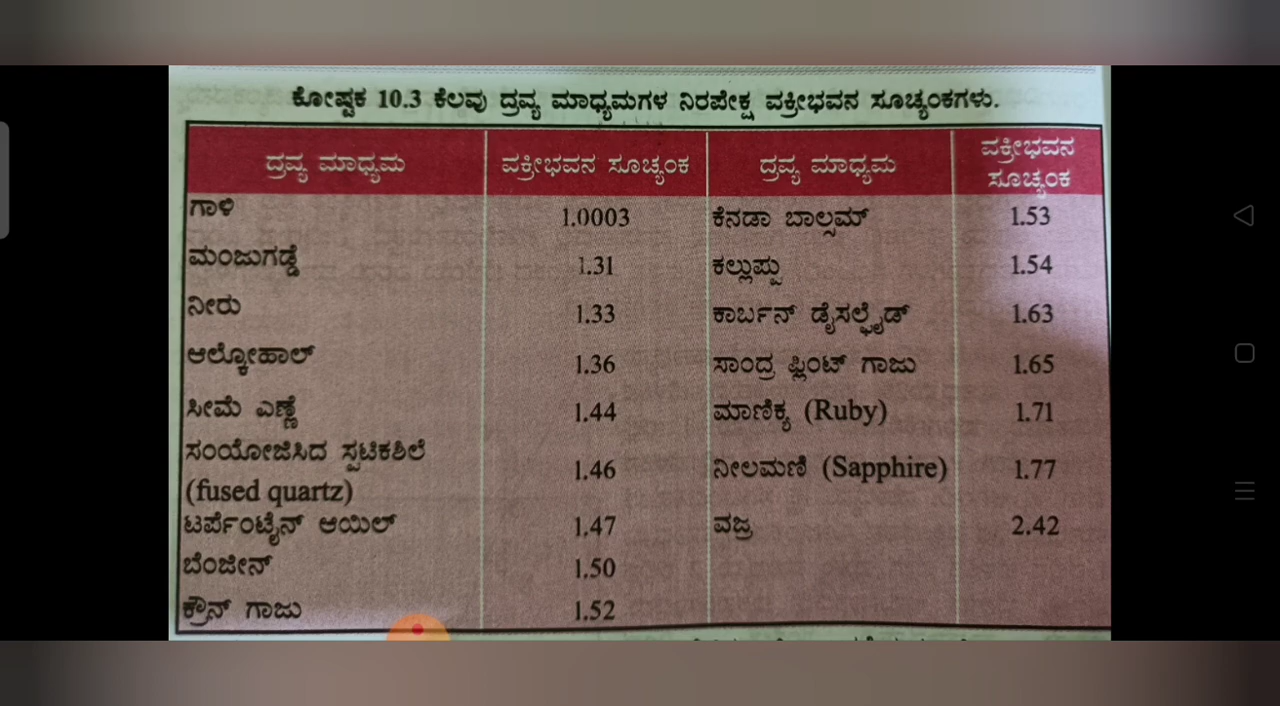 ಕೋಷ್ಟಕ 10.3 ಕೆಲವು ದ್ರವ್ಯ ಮಾಧ್ಯಮಗಳ ನಿರಪೇಕ್ಷ ವಕ್ರೀಭವನ ಸೂಚ್ಯಂಕಗಳು.
ದ್ರವ್ಯ ಮಾಧ್ಯಮ ವಕ್ರೀಭವನ ಸೂಚ್ಯಂಕ ದ್ರವ್ಯ ಮಾಧ್ಯಮ ವಕ್ರೀಭವನ
ಸೂಚ್ಯಂಕ
ಗಾಳಿ 1.0003 ಕೆನಡಾ ಬಾಲ್ಸಮ್ 1.53
ಮಂಜುಗಡ್ಡೆ 1.31 ಕಲ್ಲುಪ್ಪು 1.54
ನೀರು 1.33 ಕಾರ್ಬನ್ ಡೈಸಲ್ಫೈಡ್ 1.63
ಆಲ್ಕೋಹಾಲ್ 1.36 ಸಾಂದ್ರ ಫ್ಲಿಂಟ್ ಗಾಜು 1.65
ಸೀಮೆ ಎಣ್ಣೆ 1.44 ಮಾಣಿಕ್ಯ (Ruby) 1.71
ಸಂಯೋಜಿಸಿದ ಸ್ಪಟಿಕಶಿಲೆ
(fused quartz) 1.46 ನೀಲಮಣಿ (Sapphire) 1.77
ಟರ್ಪೆಂಟೈನ್ ಆಯಿಲ್ 1.47 ವಜ್ರ 2.42
ಬೆಂಜೀನ್ 1.50
ಕ್ರೌನ್ ಗಾಜು 1.52